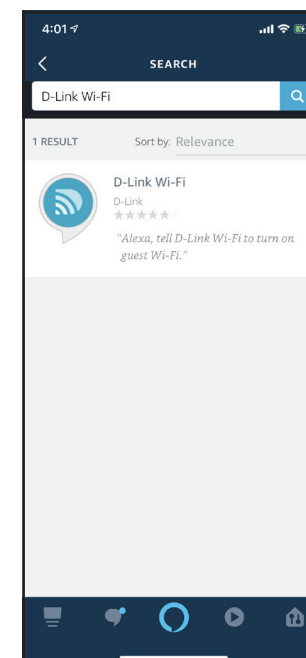 4:01
SEARCH
D-Link Wi-Fi
1 RESULT Sort by: Relevance
D-Link Wi-Fi
D-Link
"Alexa, tell D-Link Wi-Fi to turn on
guest Wi-Fi."